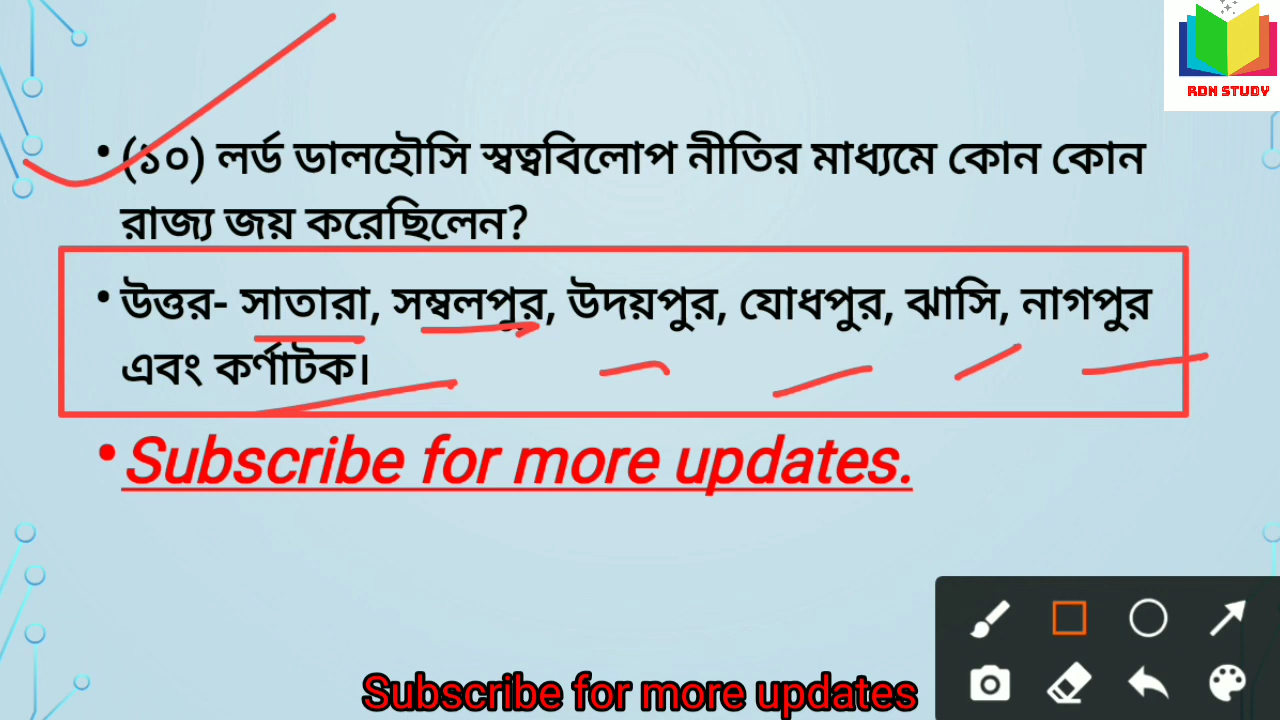 RDN STUDY
• (১০) লর্ড ডালহৌসি স্বত্ববিলোপ নীতির মাধ্যমে কোন কোন
রাজ্য জয় করেছিলেন?
• উত্তর- সাতারা, সম্বলপুর, উদয়পুর, যোধপুর, ঝাসি, নাগপুর
এবং কর্ণাটক।
• Subscribe for more updates.
Subscribe for more updates